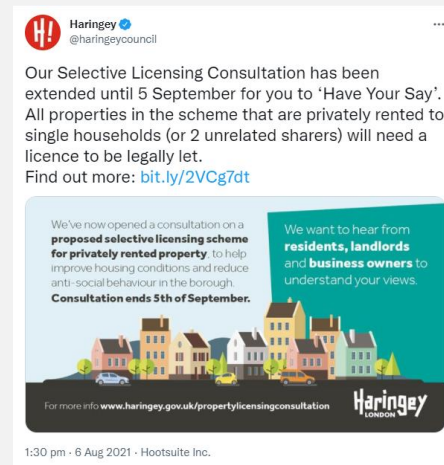 H!
Haringey
@haringeycouncil
...
Our Selective Licensing Consultation has been
extended until 5 September for you to ‘Have Your Say’.
All properties in the scheme that are privately rented to
single households (or 2 unrelated sharers) will need a
licence to be legally let.
Find out more: bit.ly/2VCg7dt
We've now opened a consultation on a
proposed selective licensing scheme
for privately rented property, to help
improve housing conditions and reduce
anti-social behaviour in the borough.
Consultation ends 5th of September.
We want to hear from
residents, landlords
and business owners to
understand your views.
For more info www.haringey.gov.uk/propertylicensingconsultation
Haringey
LONDON
1:30 pm · 6 Aug 2021 · Hootsuite Inc.